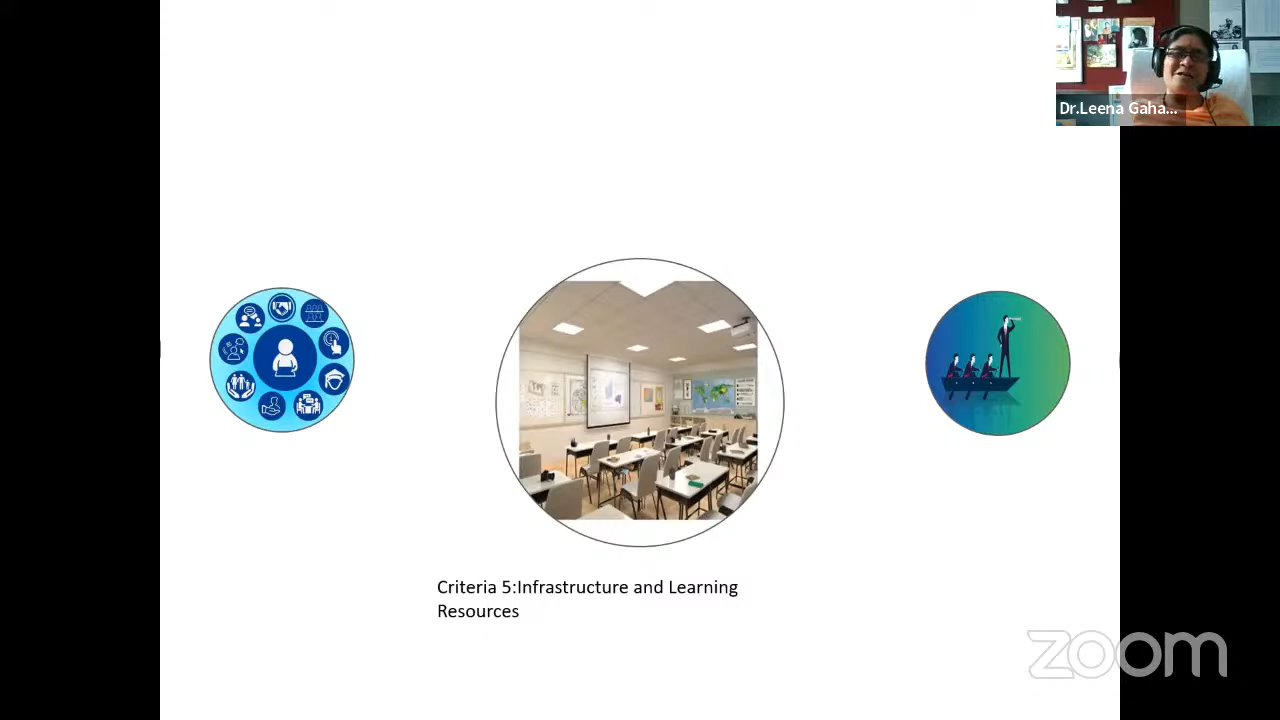 Dr.Leena Gaha...
Criteria 5:Infrastructure and Learning
Resources
zoom